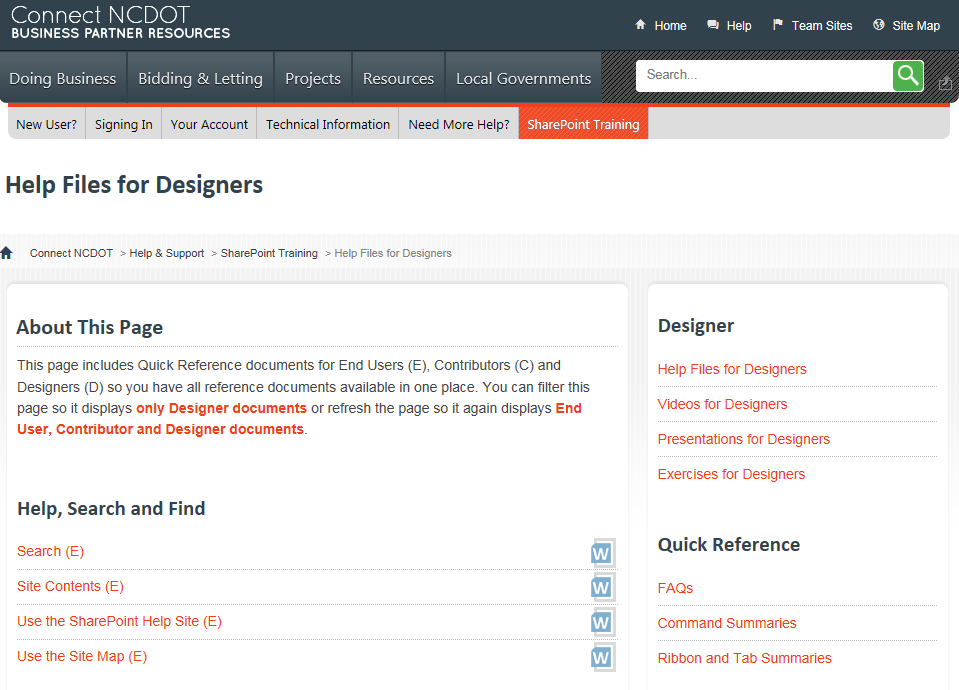 Connect NCDOT
BUSINESS PARTNER RESOURCES
Home Help Team Sites Site Map
Doing Business Bidding & Letting Projects Resources Local Governments Search...
New User? Signing In Your Account Technical Information Need More Help? SharePoint Training
Help Files for Designers
Connect NCDOT > Help & Support > SharePoint Training > Help Files for Designers
About This Page
This page includes Quick Reference documents for End Users (E), Contributors (C) and
Designers (D) so you have all reference documents available in one place. You can filter this
page so it displays only Designer documents or refresh the page so it again displays End
User, Contributor and Designer documents.
Help, Search and Find
Search (E) W
Site Contents (E) W
Use the SharePoint Help Site (E) W
Use the Site Map (E) W
Designer
Help Files for Designers
Videos for Designers
Presentations for Designers
Exercises for Designers
Quick Reference
FAQs
Command Summaries
Ribbon and Tab Summaries